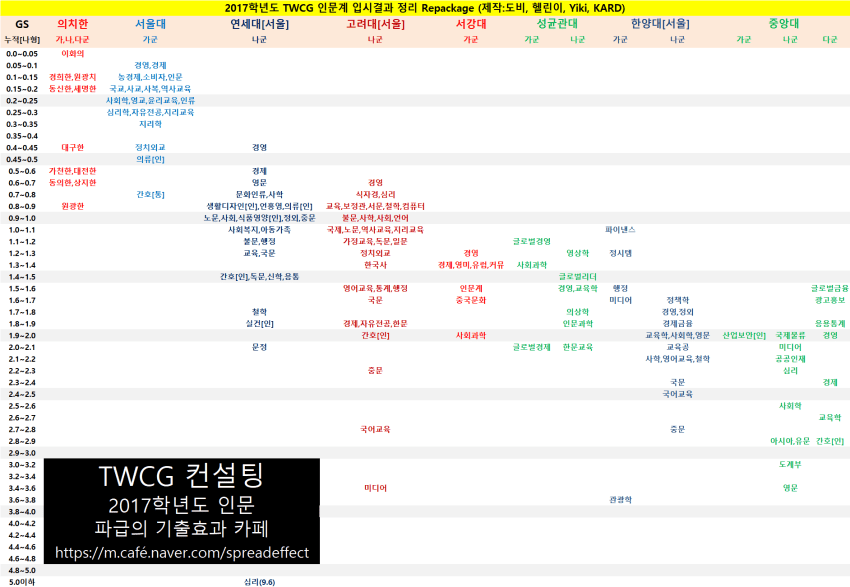 2017학년도 TWCG 인문계 입시결과 정리 Repackage (제작:도비, 헬린이, Yiki, KARD)
GS 의치한 서울대 연세대[서울] 고려대[서울] 서강대 성균관대 한양대[서울] 중앙대
누적[나형] 가,나,다군 가군 나군 나군 가군 가군 나군 가군 나군 가군 나군 다군
0.0~0.05 이화의
0.05~0.1 경영,경제
0.1~0.15 경희한,원광치 농경제,소비자,인문
0.15~0.2 동신한,세명한 국교,사교,사복,역사교육
0.2~0.25 사회학,영교,윤리교육,인류
0.25~0.3 심리학,자유전공,지리교육
0.3~0.35 지리학
0.35~0.4
0.4~0.45 대구한 정치외교 경영
0.45~0.5 의류[인]
0.5~0.6 가천한,대전한 경제
0.6~0.7 동의한,상지한 영문 경영
0.7~0.8 간호[통] 문화인류,사학 식자경,심리
0.8~0.9 원광한 생활디자인[인],언홍영,의류[인] 교육,보정관,서문,철학,컴퓨터
0.9~1.0 노문,사회,식품영양[인],정외,중문 불문,사학,사회,언어
1.0~1.1 사회복지,아동가족 국제,노문,역사교육,지리교육 파이낸스
1.1~1.2 불문,행정 가정교육,독문,일문 글로벌경영
1.2~1.3 교육,국문 정치외교 경영 영상학 정시템
1.3~1.4 한국사 경제,영미,유럽,커뮤 사회과학
1.4~1.5 간호[인],독문,신학,응통 글로벌리더
1.5~1.6 영어교육,통계,행정 인문계 경영,교육학 행정 글로벌금융
1.6~1.7 국문 중국문화 미디어 정책학 광고홍보
1.7~1.8 철학 의상학 경영,정외
1.8~1.9 실건[인] 경제,자유전공,한문 인문과학 경제금융 응용통계
1.9~2.0 간호[인] 사회과학 교육학,사회학,영문 산업보안[인] 국제물류 경영
2.0~2.1 문정 글로벌경제 한문교육 교육공 미디어
2.1~2.2 사학,영어교육,철학 공공인재
2.2~2.3 중문 심리
2.3~2.4 국문 경제
2.4~2.5 국어교육
2.5~2.6 사회학
2.6~2.7 교육학
2.7~2.8 국어교육 중문
2.8~2.9 아시아,유문 간호[인]
2.9~3.0
3.0~3.2 도계부
3.2~3.4
3.4~3.6 미디어 영문
3.6~3.8 관광학
3.8~4.0
4.0~4.2
4.2~4.4
4.4~4.6
4.6~4.8
4.8~5.0
5.0이하 심리(9.6)
TWCG 컨설팅
2017학년도 인문
파급의 기출효과 카페
https://m.café.naver.com/spreadeffect